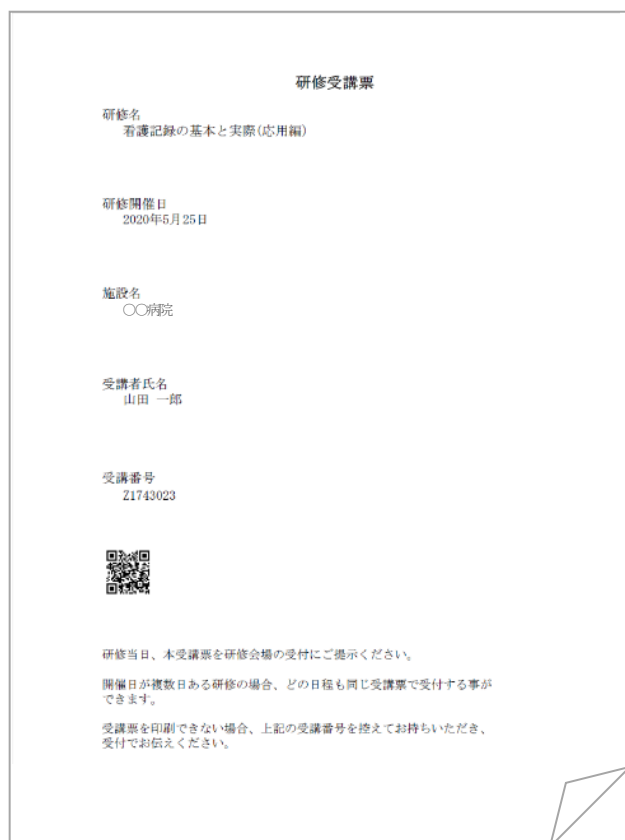 研修受講票
研修名
看護記録の基本と実際(応用編)
研修開催日
2020年5月25日
施設名
〇〇病院
受講者氏名
山田 一郎
受講番号
Z1743023
研修当日、本受講票を研修会場の受付にご提示ください。
開催日が複数日ある研修の場合、どの日程も同じ受講票で受付する事が
できます。
受講票を印刷できない場合、上記の受講番号を控えてお持ちいただき、
受付でお伝えください。